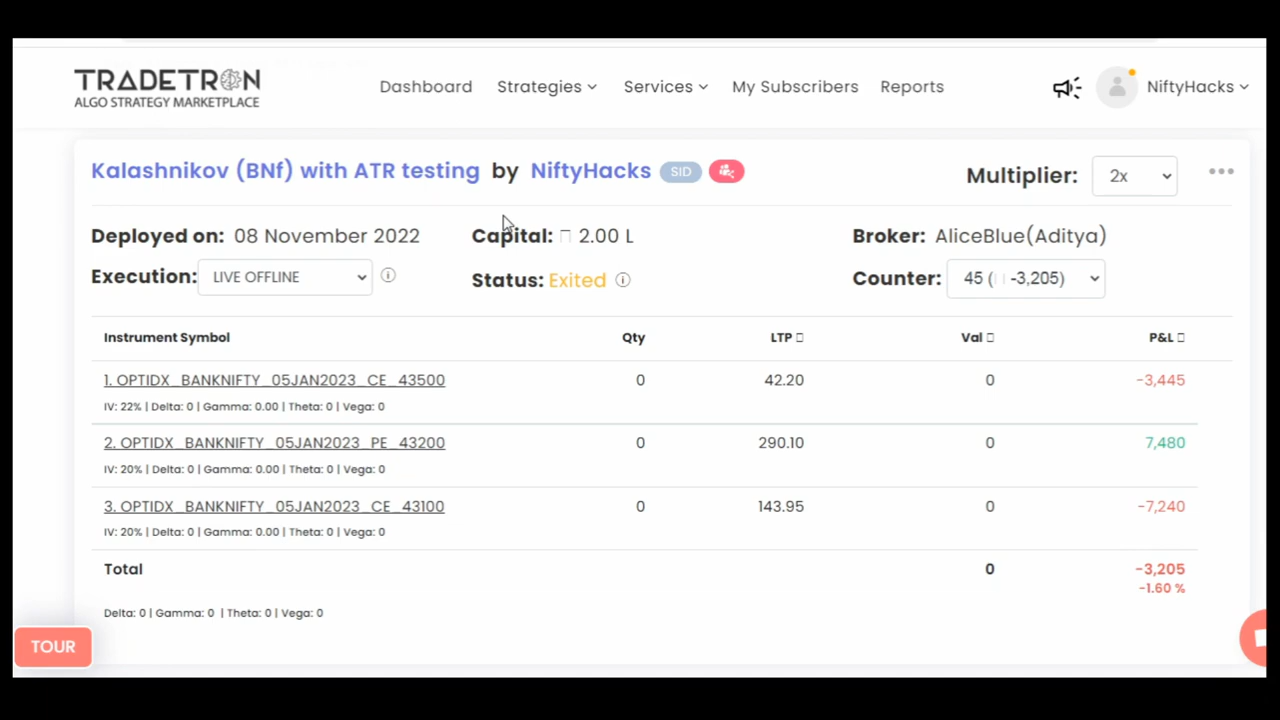 TRADETRON
ALGO STRATEGY MARKETPLACE
Dashboard Strategies Services My Subscribers Reports NiftyHacks
Kalashnikov (BNf) with ATR testing by NiftyHacks SID Multiplier: 2x
Deployed on: 08 November 2022 Capital: 2.00 L Broker: AliceBlue(Aditya)
Execution: LIVE OFFLINE Status: Exited Counter: 45 ( -3,205)
Instrument Symbol Qty LTP Val P&L
1. OPTIDX_BANKNIFTY_05JAN2023_CE_43500 0 42.20 0 -3,445
IV: 22% | Delta: 0 | Gamma: 0.00 | Theta: 0 | Vega: 0
2. OPTIDX_BANKNIFTY_05JAN2023_PE_43200 0 290.10 0 7,480
IV: 20% | Delta: 0 | Gamma: 0.00 | Theta: 0 | Vega: 0
3. OPTIDX_BANKNIFTY_05JAN2023_CE_43100 0 143.95 0 -7,240
IV: 20% | Delta: 0 | Gamma: 0.00 | Theta: 0 | Vega: 0
Total 0 -3,205
-1.60 %
Delta: 0 | Gamma: 0 | Theta: 0 | Vega: 0
TOUR